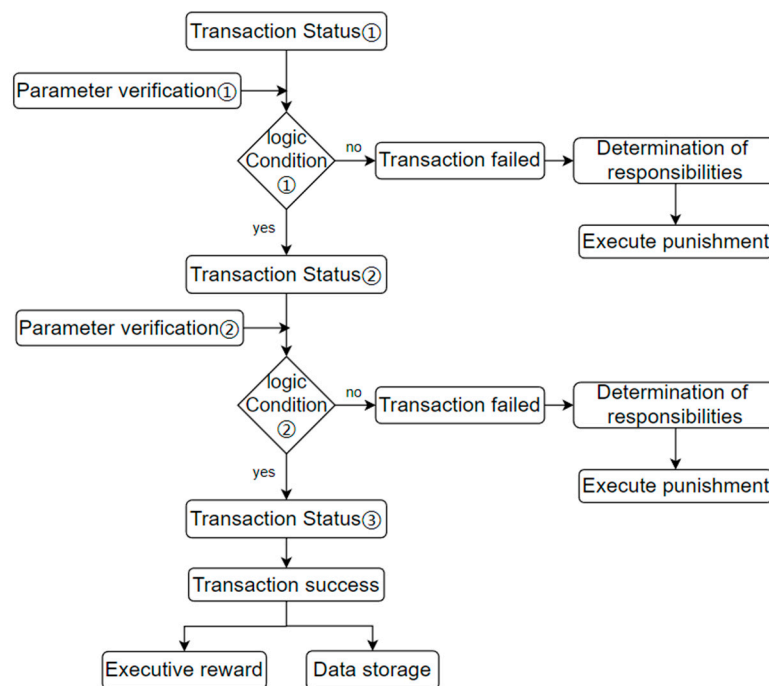 Transaction Status①
Parameter verification①
logic
Condition
①
no
Transaction failed
Determination of
responsibilities
Execute punishment
yes
Transaction Status②
Parameter verification②
logic
Condition
②
no
Transaction failed
Determination of
responsibilities
Execute punishment
yes
Transaction Status③
Transaction success
Executive reward
Data storage